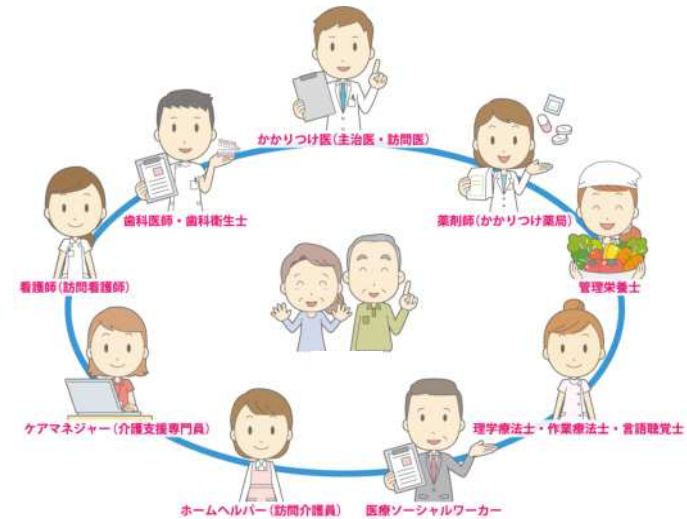 かかりつけ医(主治医・訪問医)
歯科医師・歯科衛生士
薬剤師(かかりつけ薬局)
看護師(訪問看護師)
管理栄養士
ケアマネジャー(介護支援専門員)
理学療法士・作業療法士・言語聴覚士
ホームヘルパー(訪問介護員)
医療ソーシャルワーカー